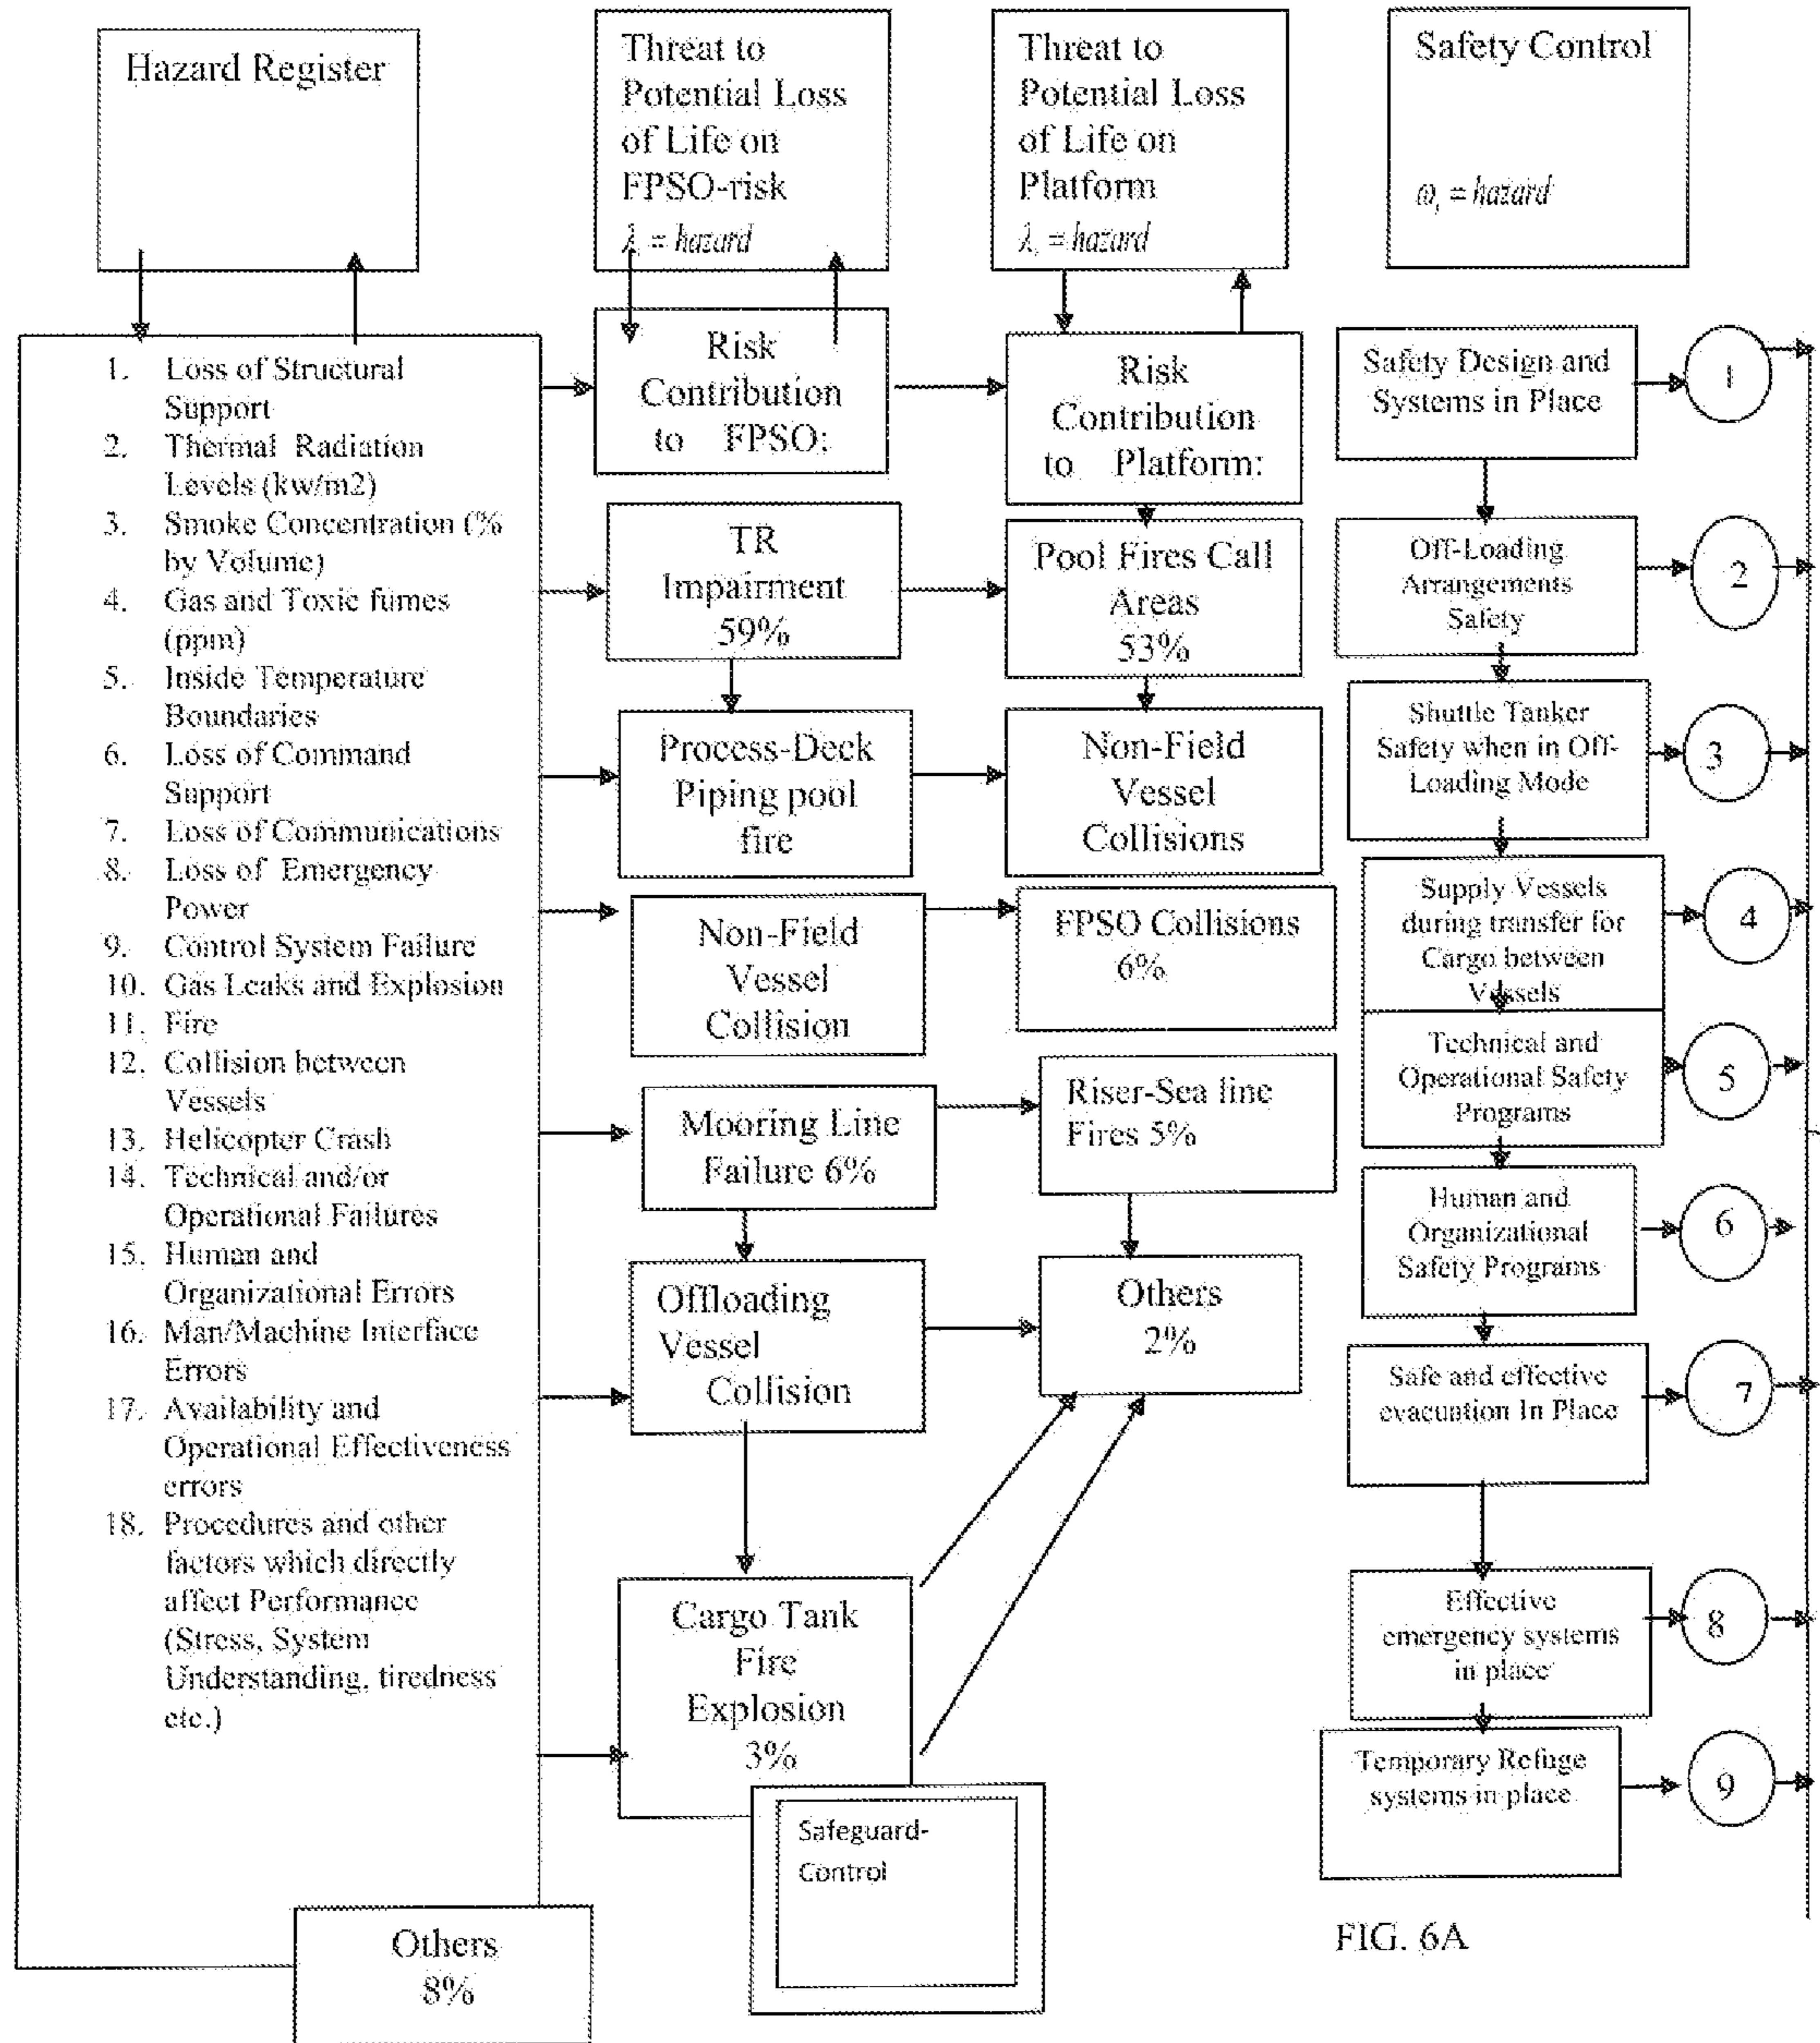 Hazard Register
1. Loss of Structural
Support
2. Thermal Radiation
Levels (kw/m2)
3. Smoke Concentration (%
by Volume)
4. Gas and Toxic fumes
(ppm)
5. Inside Temperature
Boundaries
6. Loss of Command
Support
7. Loss of Communications
8. Loss of Emergency
Power
9. Control System Failure
10. Gas Leaks and Explosion
11. Fire
12. Collision between
Vessels
13. Helicopter Crash
14. Technical and/or
Operational Failures
15. Human and
Organizational Errors
16. Man/Machine Interface
Errors
17. Availability and
Operational Effectiveness
errors
18. Procedures and other
factors which directly
affect Performance
(Stress, System
Understanding, tiredness
etc.)
Others
8%
Threat to
Potential Loss
of Life on
FPSO-risk
λ = hazard
Risk
Contribution
to FPSO:
TR
Impairment
59%
Process-Deck
Piping pool
fire
Non-Field
Vessel
Collision
Mooring Line
Failure 6%
Offloading
Vessel
Collision
Cargo Tank
Fire
Explosion
3%
Safeguard-
Control
Threat to
Potential Loss
of Life on
Platform
λ = hazard
Risk
Contribution
to Platform:
Pool Fires Call
Areas
53%
Non-Field
Vessel
Collisions
FPSO Collisions
6%
Riser-Sea line
Fires 5%
Others
2%
Safety Control
ω = hazard
Safety Design and
Systems in Place
1
Off-Loading
Arrangements
Safety
2
Shuttle Tanker
Safety when in Off-
Loading Mode
3
Supply Vessels
during transfer for
Cargo between
Vessels
4
Technical and
Operational Safety
Programs
5
Human and
Organizational
Safety Programs
6
Safe and effective
evacuation In Place
7
Effective
emergency systems
in place
8
Temporary Refuge
systems in place
9
FIG. 6A